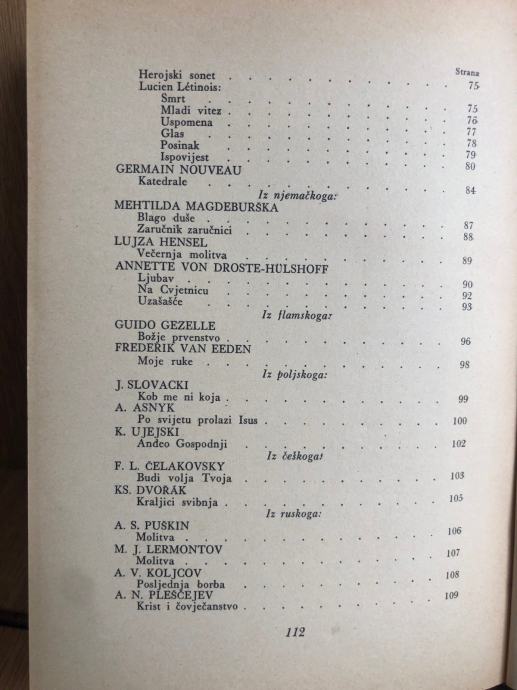 Strana
Herojski sonet . . . . . . . . . . . 75
Lucien Létinois:
Smrt . . . . . . . . . . . 75
Mladi vitez . . . . . . . . . . . 76
Uspomena . . . . . . . . . . . 77
Glas . . . . . . . . . . . 78
Posinak . . . . . . . . . . . 79
Ispovijest . . . . . . . . . . . 80
GERMAIN NOUVEAU
Katedrale . . . . . . . . . . . 84
Iz njemačkoga:
MEHTILDA MAGDEBURŠKA
Blago duše . . . . . . . . . . . 87
Zaručnik zaručnici . . . . . . . . . . . 88
LUJZA HENSEL
Večernja molitva . . . . . . . . . . . 89
ANNETTE VON DROSTE-HÜLSHOFF
Ljubav . . . . . . . . . . . 90
Na Cvjetnicu . . . . . . . . . . . 92
Uzašašće . . . . . . . . . . . 93
Iz flamskoga:
GUIDO GEZELLE
Božje prvenstvo . . . . . . . . . . . 96
FREDERIK VAN EEDEN
Moje ruke . . . . . . . . . . . 98
Iz poljskoga:
J. SLOVACKI
Kob me ni koja . . . . . . . . . . . 99
A. ASNYK
Po svijetu prolazi Isus . . . . . . . . . . . 100
K. UJEJSKI
Anđeo Gospodnji . . . . . . . . . . . 102
Iz češkoga:
F. L. ČELAKOVSKY
Budi volja Tvoja . . . . . . . . . . . 103
KS. DVOŘÁK
Kraljici svibnja . . . . . . . . . . . 105
Iz ruskoga:
A. S. PUŠKIN
Molitva . . . . . . . . . . . 106
M. J. LERMONTOV
Molitva . . . . . . . . . . . 107
A. V. KOLJCOV
Posljednja borba . . . . . . . . . . . 108
A. N. PLEŠČEJEV
Krist i čovječanstvo . . . . . . . . . . . 109
112